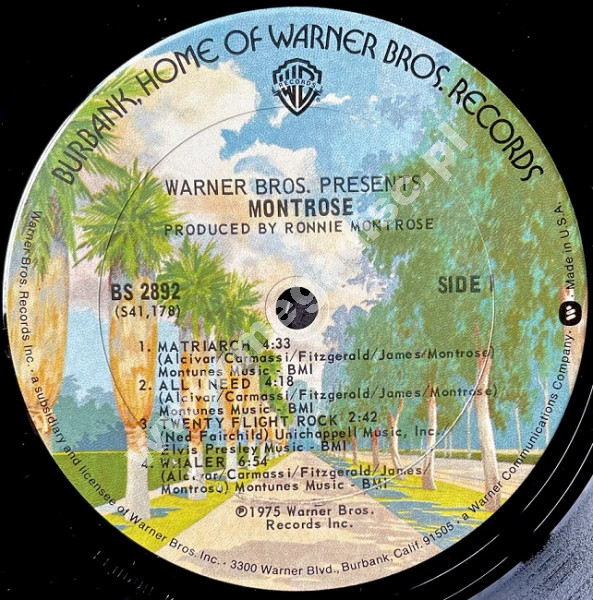 BURBANK, HOME OF WARNER BROS. RECORDS
WB
RECORDS
®
WARNER BROS. PRESENTS
MONTROSE
PRODUCED BY RONNIE MONTROSE
BS 2892
(S41,178)
SIDE 1
1. MATRIARCH 4:33
(Alcivar/Carmassi/Fitzgerald/James/Montrose)
Montunes Music - BMI
2. ALL I NEED 4:18
(Alcivar/Carmassi/Fitzgerald/James/Montrose)
Montunes Music - BMI
3. TWENTY FLIGHT ROCK 2:42
(Ned Fairchild) Unichappell Music, Inc.
Elvis Presley Music - BMI
4. WHALER 6:54
(Alcivar/Carmassi/Fitzgerald/James/
Montrose) Montunes Music - BMI
℗1975 Warner Bros.
Records Inc.
Warner Bros. Records Inc. • a subsidiary and licensee of Warner Bros. Inc. • 3300 Warner Blvd., Burbank, Calif. 91505 • a Warner Communications Company • Made in U.S.A.